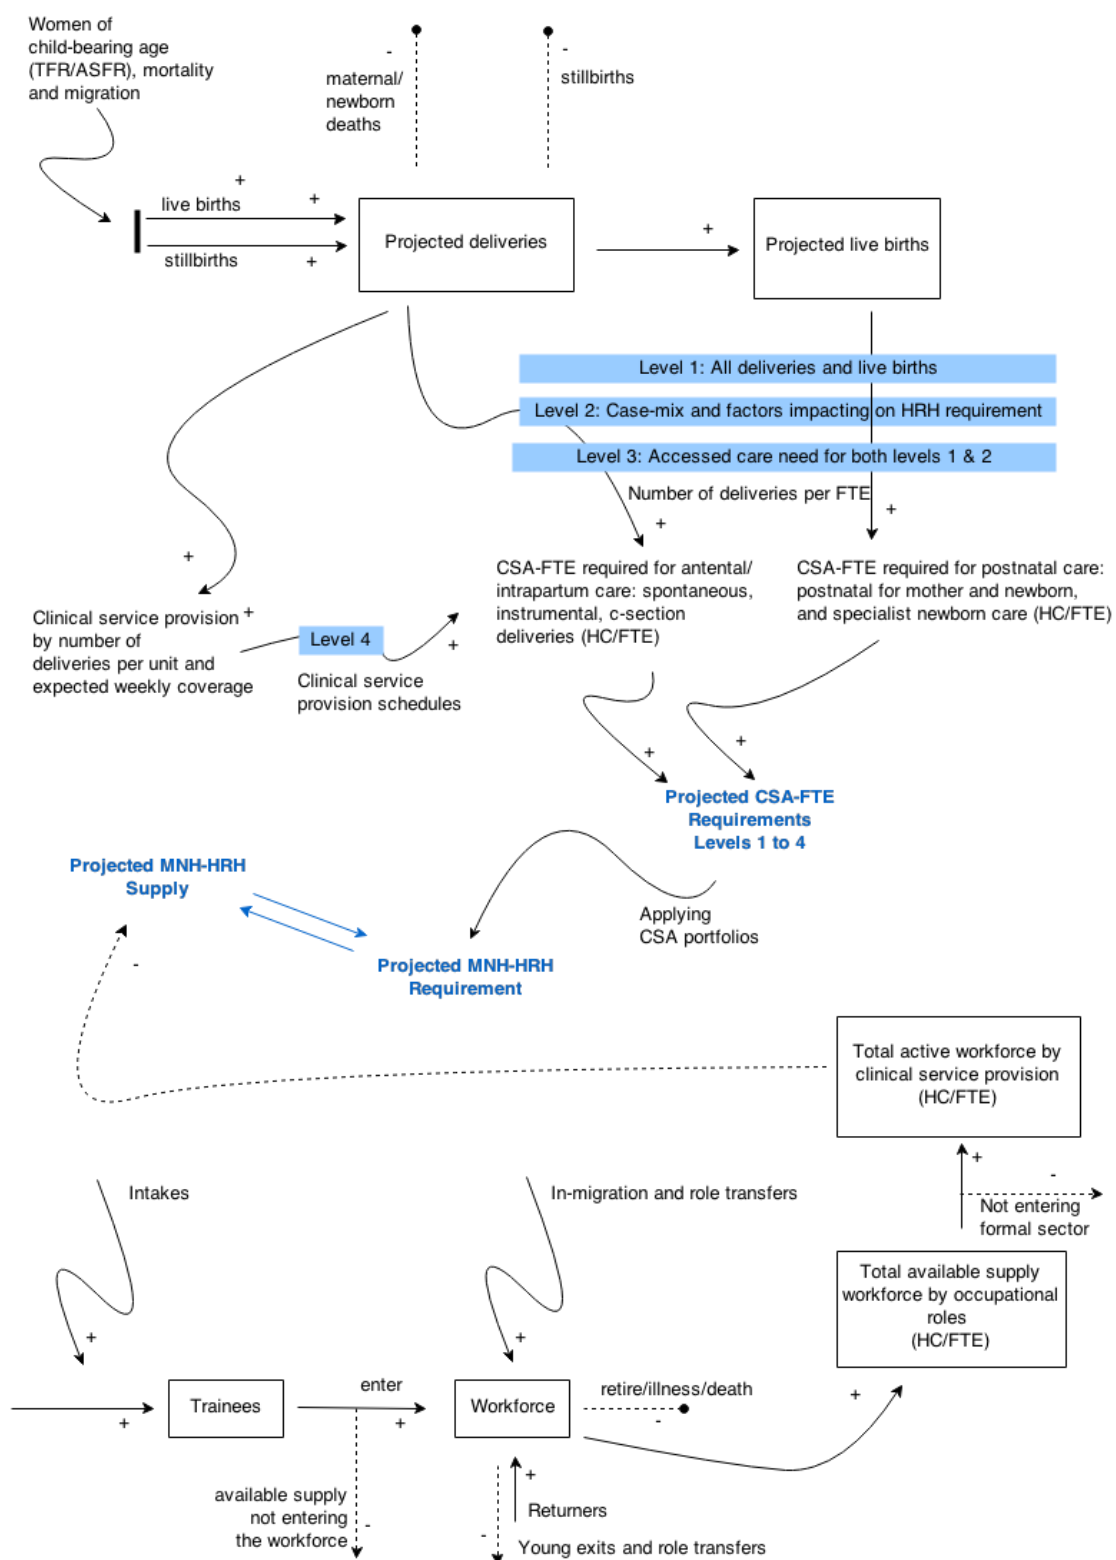 Women of
child-bearing age
(TFR/ASFR), mortality
and migration
-
maternal/
newborn
deaths
-
stillbirths
+
live births
+
stillbirths
+
Projected deliveries
+
Projected live births
Level 1: All deliveries and live births
Level 2: Case-mix and factors impacting on HRH requirement
Level 3: Accessed care need for both levels 1 & 2
Number of deliveries per FTE
+
+
+
CSA-FTE required for antental/
intrapartum care: spontaneous,
instrumental, c-section
deliveries (HC/FTE)
CSA-FTE required for postnatal care:
postnatal for mother and newborn,
and specialist newborn care (HC/FTE)
Clinical service provision
by number of
deliveries per unit and
expected weekly coverage
+
Level 4
+
Clinical service
provision schedules
+
+
Projected CSA-FTE
Requirements
Levels 1 to 4
Projected MNH-HRH
Supply
Applying
CSA portfolios
-
Projected MNH-HRH
Requirement
Total active workforce by
clinical service provision
(HC/FTE)
+
-
Not entering
formal sector
Intakes
In-migration and role transfers
Total available supply
workforce by occupational
roles
(HC/FTE)
+
+
+
Trainees
enter
+
Workforce
retire/illness/death
-
+
available supply
not entering
the workforce
-
+
Returners
-
Young exits and role transfers